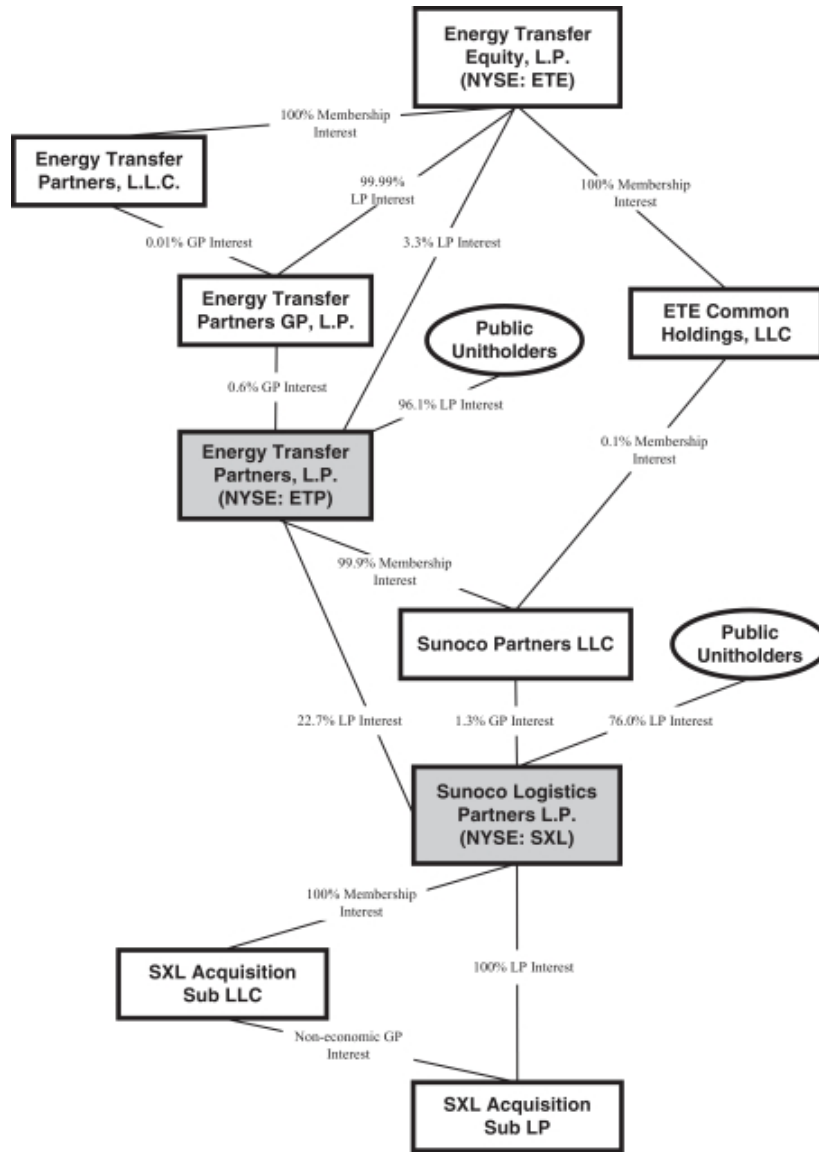 Energy Transfer
Equity, L.P.
(NYSE: ETE)
100% Membership
Interest
Energy Transfer
Partners, L.L.C.
99.99%
LP Interest
100% Membership
Interest
0.01% GP Interest
3.3% LP Interest
Energy Transfer
Partners GP, L.P.
Public
Unitholders
ETE Common
Holdings, LLC
0.6% GP Interest
96.1% LP Interest
Energy Transfer
Partners, L.P.
(NYSE: ETP)
0.1% Membership
Interest
99.9% Membership
Interest
Sunoco Partners LLC
Public
Unitholders
22.7% LP Interest
1.3% GP Interest
76.0% LP Interest
Sunoco Logistics
Partners L.P.
(NYSE: SXL)
100% Membership
Interest
SXL Acquisition
Sub LLC
100% LP Interest
Non-economic GP
Interest
SXL Acquisition
Sub LP